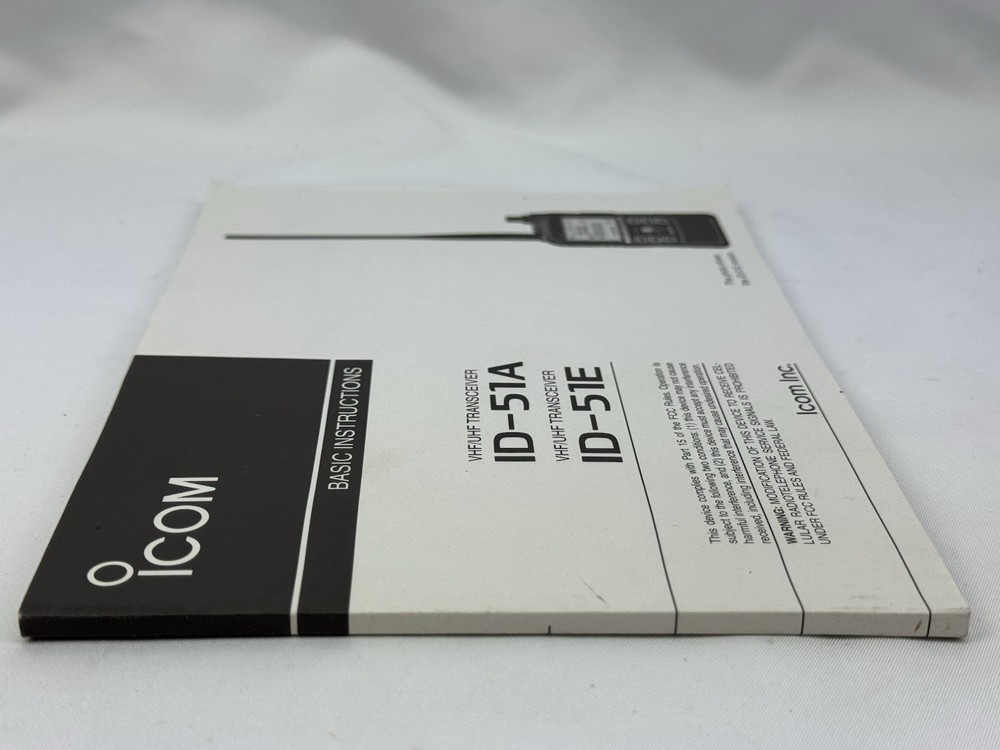 iCOM
BASIC INSTRUCTIONS
VHF/UHF TRANSCEIVER
ID-51A
VHF/UHF TRANSCEIVER
ID-51E
This device complies with Part 15 of the FCC Rules. Operation is
subject to the following two conditions: (1) this device may not cause
harmful interference, and (2) this device must accept any interference
received, including interference that may cause undesired operation.
WARNING: MODIFICATION OF THIS DEVICE TO RECEIVE CEL-
LULAR RADIOTELEPHONE SERVICE SIGNALS IS PROHIBITED
UNDER FCC RULES AND FEDERAL LAW.
Icom Inc.